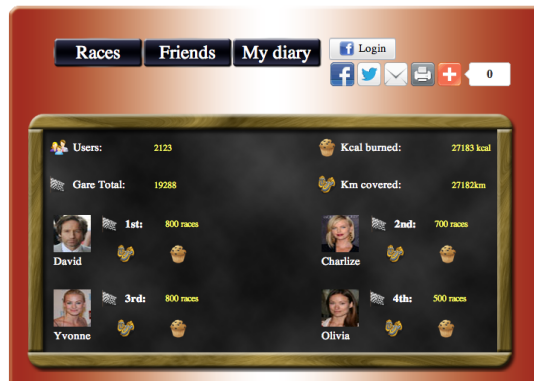 Races Friends My diary Login
0
Users: 2123 Kcal burned: 27183 kcal
Gare Total: 19288 Km covered: 27182km
1st: 800 races 2nd: 700 races
David Charlize
3rd: 800 races 4th: 500 races
Yvonne Olivia